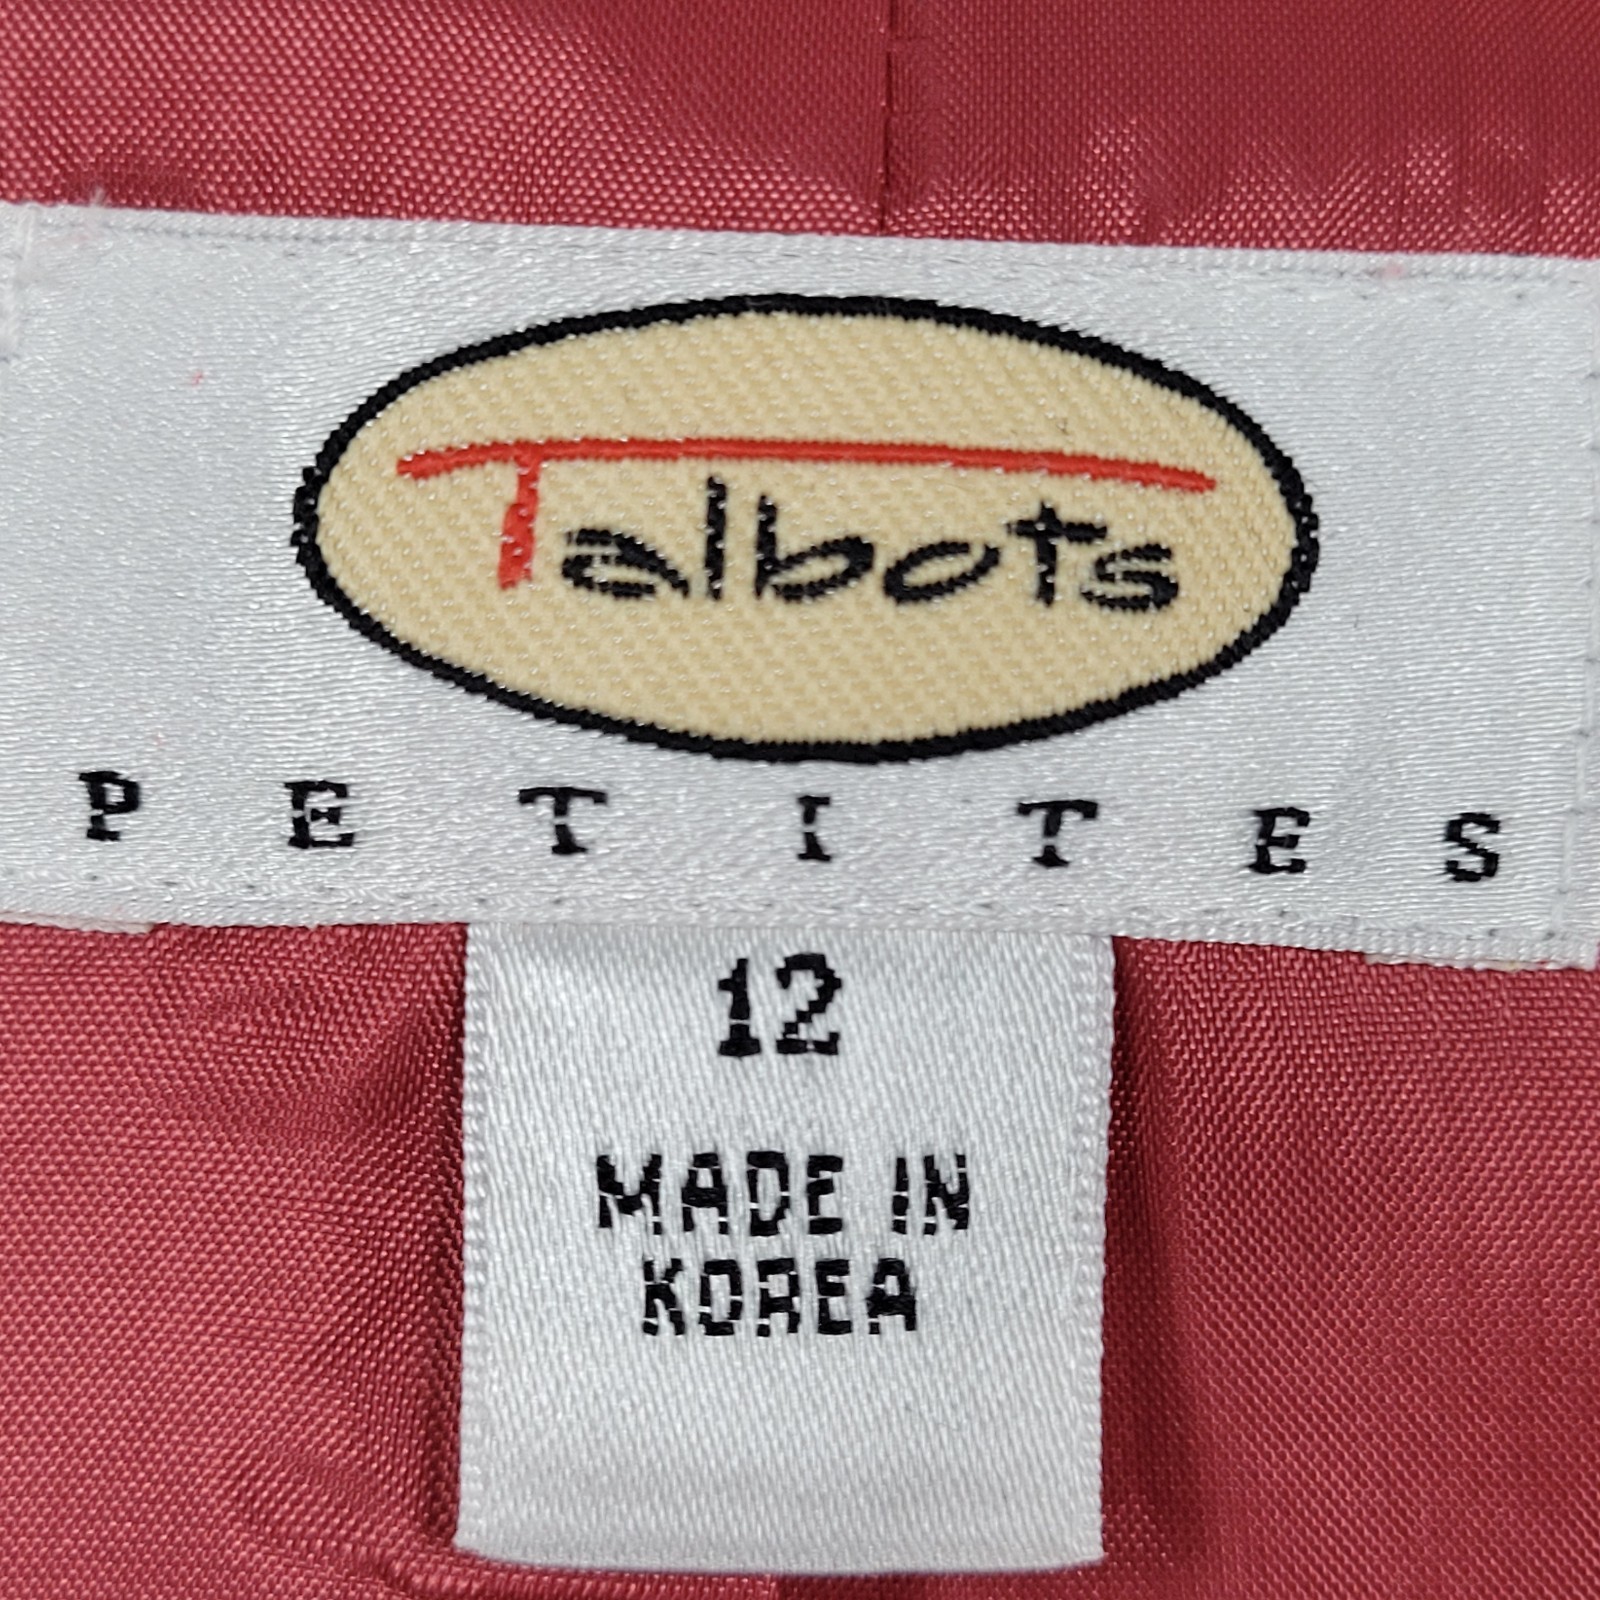 Talbots
PETITES
12
MADE IN
KOREA